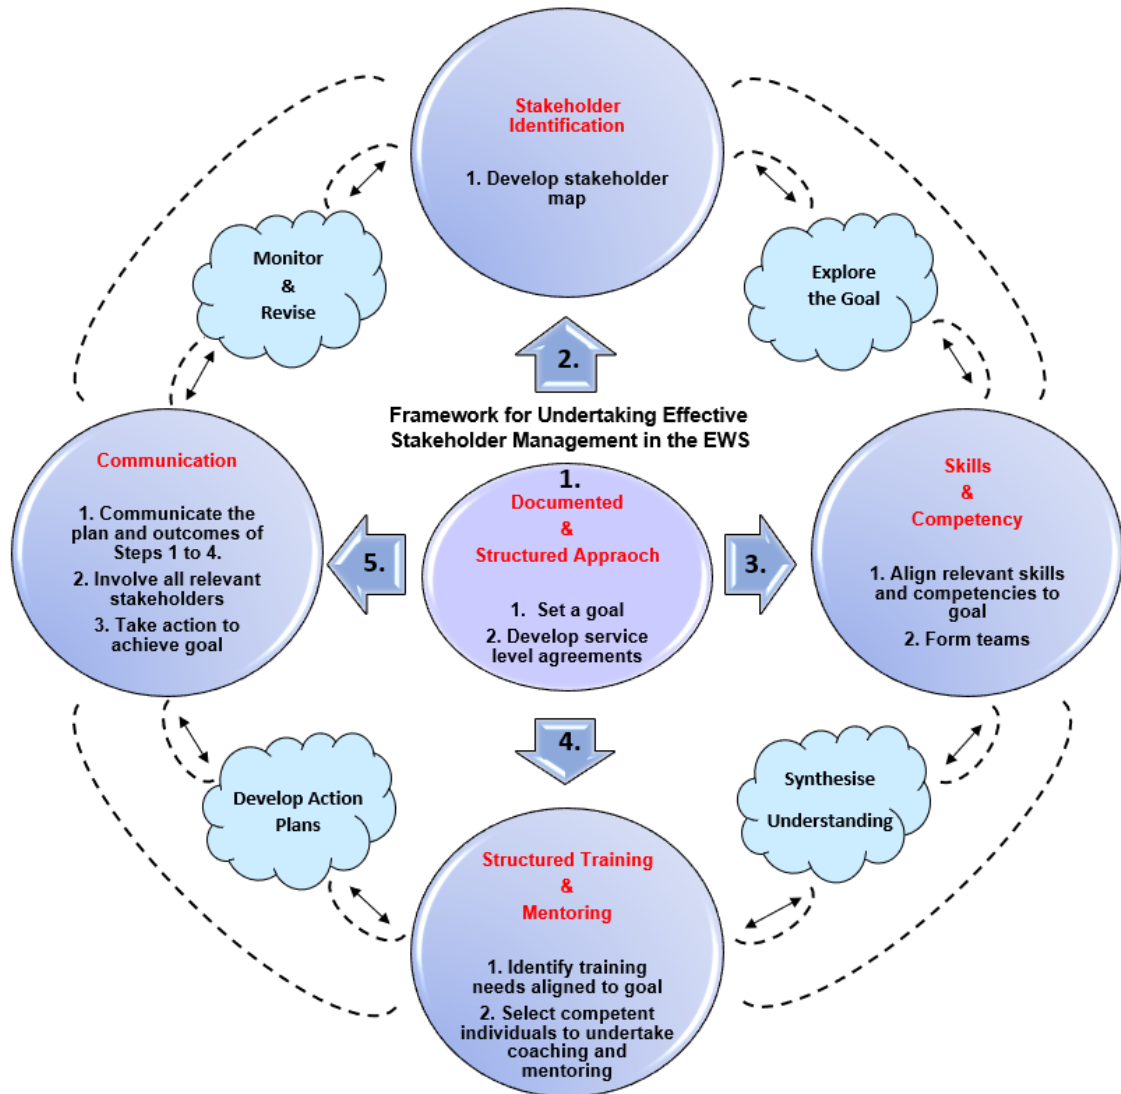 Stakeholder
Identification
1. Develop stakeholder
map
Monitor
&
Revise
Explore
the Goal
2.
Framework for Undertaking Effective
Stakeholder Management in the EWS
Communication
1. Communicate the
plan and outcomes of
Steps 1 to 4.
2. Involve all relevant
stakeholders
3. Take action to
achieve goal
5.
1.
Documented
&
Structured Appraoch
1. Set a goal
2. Develop service
level agreements
3.
Skills
&
Competency
1. Align relevant skills
and competencies to
goal
2. Form teams
4.
Develop Action
Plans
Synthesise
Understanding
Structured Training
&
Mentoring
1. Identify training
needs aligned to goal
2. Select competent
individuals to undertake
coaching and
mentoring